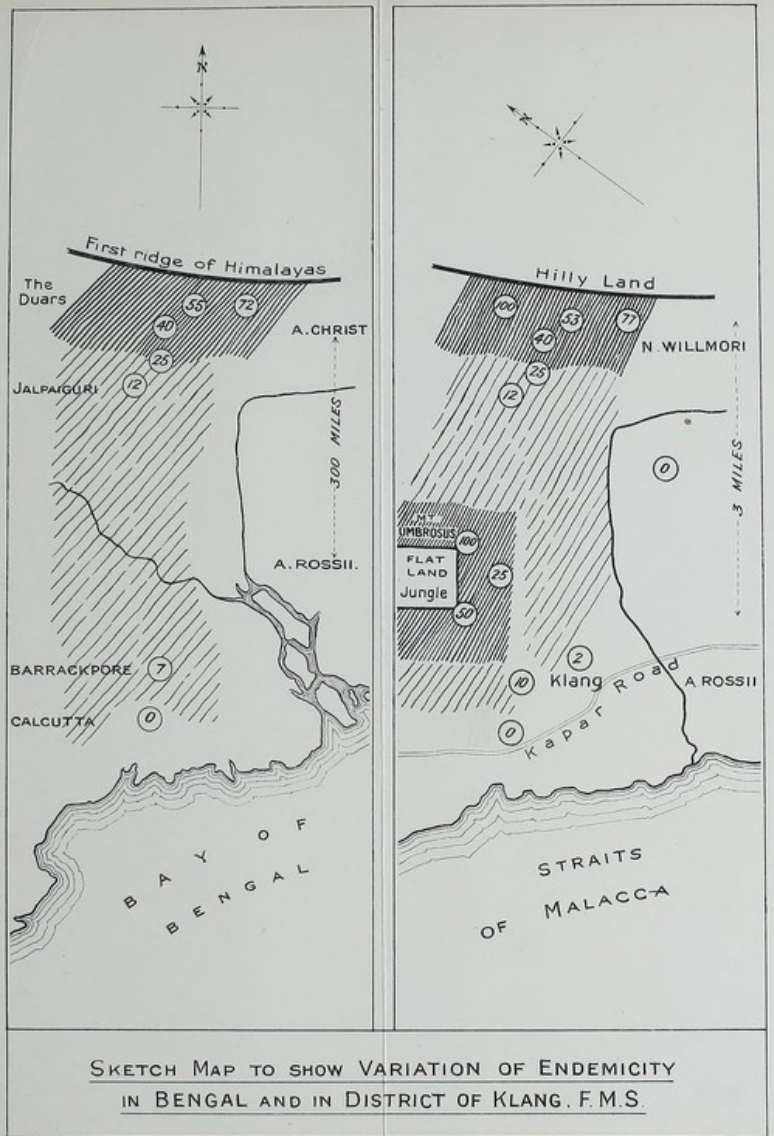 N
First ridge of Himalayas
The
Duars
55
72
40
A.CHRIST
25
JALPAIGURI
12
300 MILES
A.ROSSII.
BARRACKPORE
7
CALCUTTA
0
BAY OF
BENGAL
N
Hilly Land
100
53
77
40
N.WILLMORI
25
12
0
3 MILES
MT
UMBROSUS
100
FLAT
LAND
25
Jungle
50
2
Klang
10
A.ROSSII
0
Kapar Road
STRAITS
OF MALACCA
SKETCH MAP TO SHOW VARIATION OF ENDEMICITY
IN BENGAL AND IN DISTRICT OF KLANG, F.M.S.